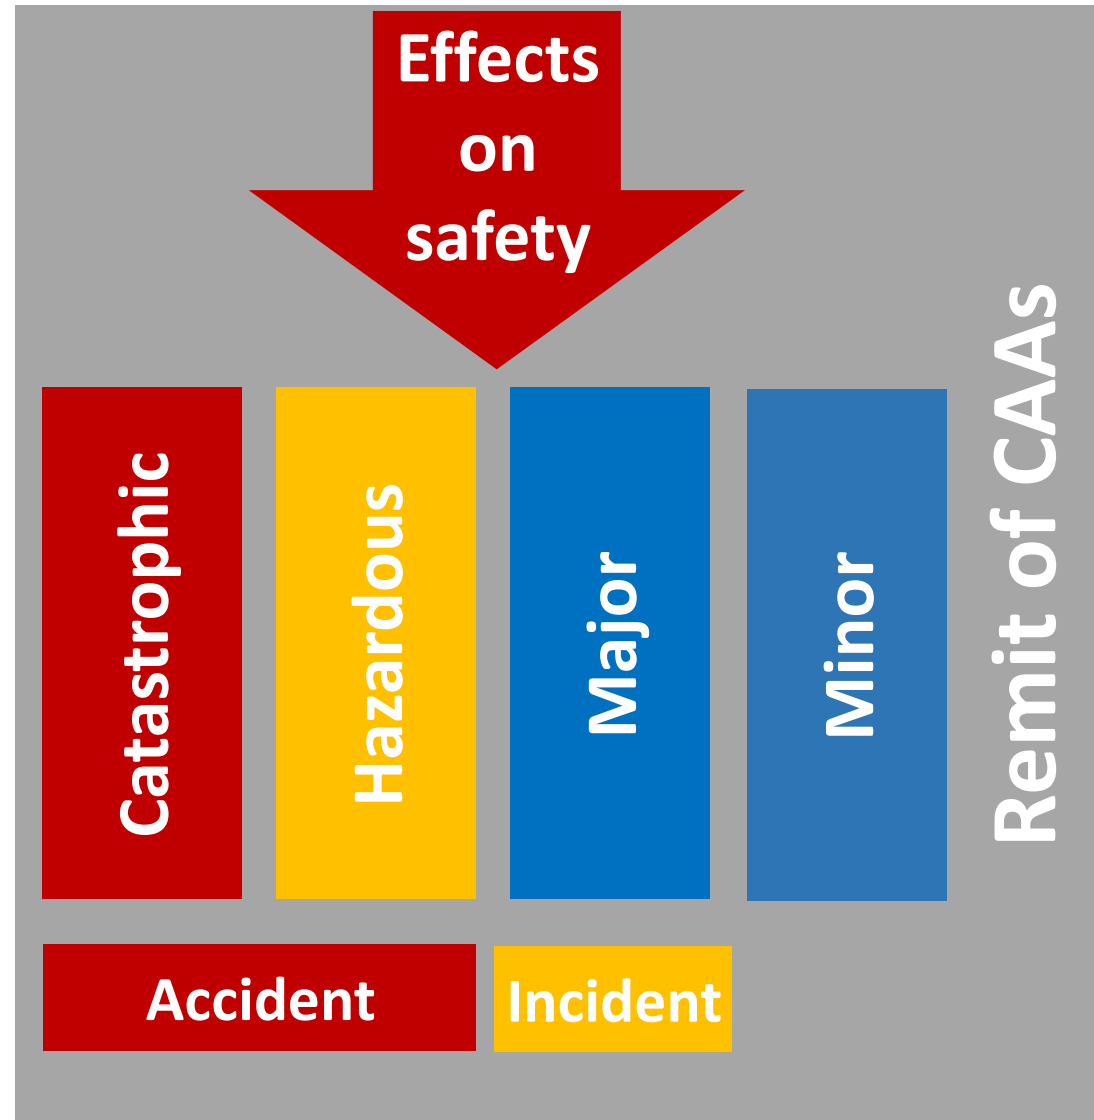 Effects
on
safety
Catastrophic
Hazardous
Major
Minor
Remit of CAAs
Accident
Incident